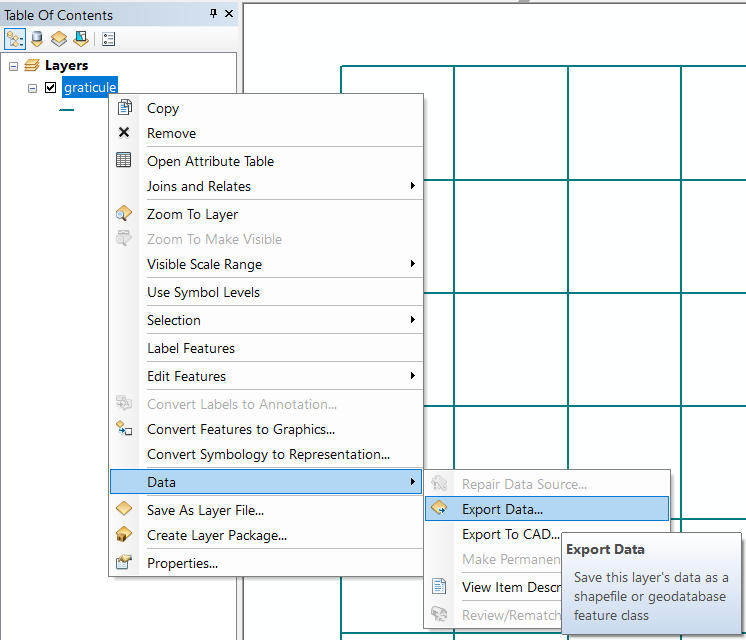 Table Of Contents
Layers
graticule
Copy
Remove
Open Attribute Table
Joins and Relates
Zoom To Layer
Zoom To Make Visible
Visible Scale Range
Use Symbol Levels
Selection
Label Features
Edit Features
Convert Labels to Annotation...
Convert Features to Graphics...
Convert Symbology to Representation...
Data
Save As Layer File...
Create Layer Package...
Properties...
Repair Data Source...
Export Data...
Export To CAD...
Make Permanen
View Item Descr
Review/Rematch
Export Data
Save this layer's data as a
shapefile or geodatabase
feature class